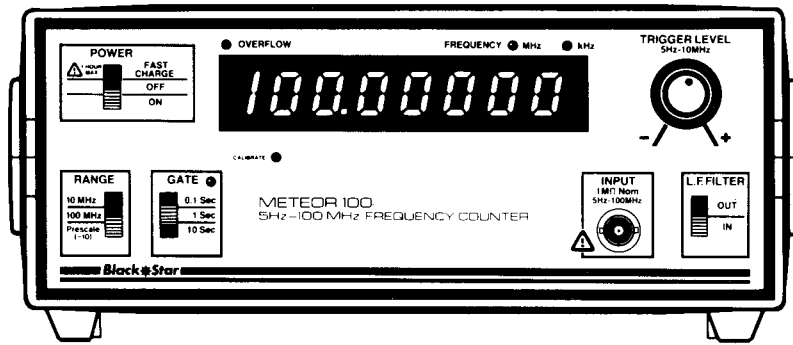 POWER
1 HOUR MAX
FAST CHARGE
OFF
ON
OVERFLOW
FREQUENCY MHz kHz
100.00000
TRIGGER LEVEL
5Hz-10MHz
- +
CALIBRATE
RANGE
10 MHz
100 MHz
Prescale
(÷10)
GATE
0.1 Sec
1 Sec
10 Sec
METEOR 100
5Hz-100 MHz FREQUENCY COUNTER
INPUT
1MΩ Nom
5Hz-100MHz
L.F.FILTER
OUT
IN
Black Star